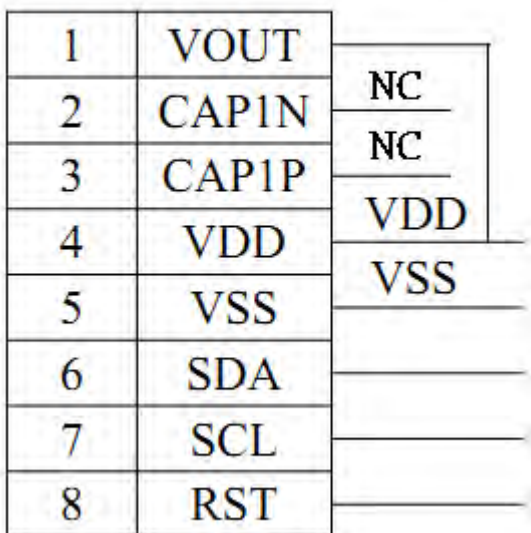 1 VOUT
NC
2 CAP1N
NC
3 CAP1P
VDD
4 VDD
VSS
5 VSS
6 SDA
7 SCL
8 RST